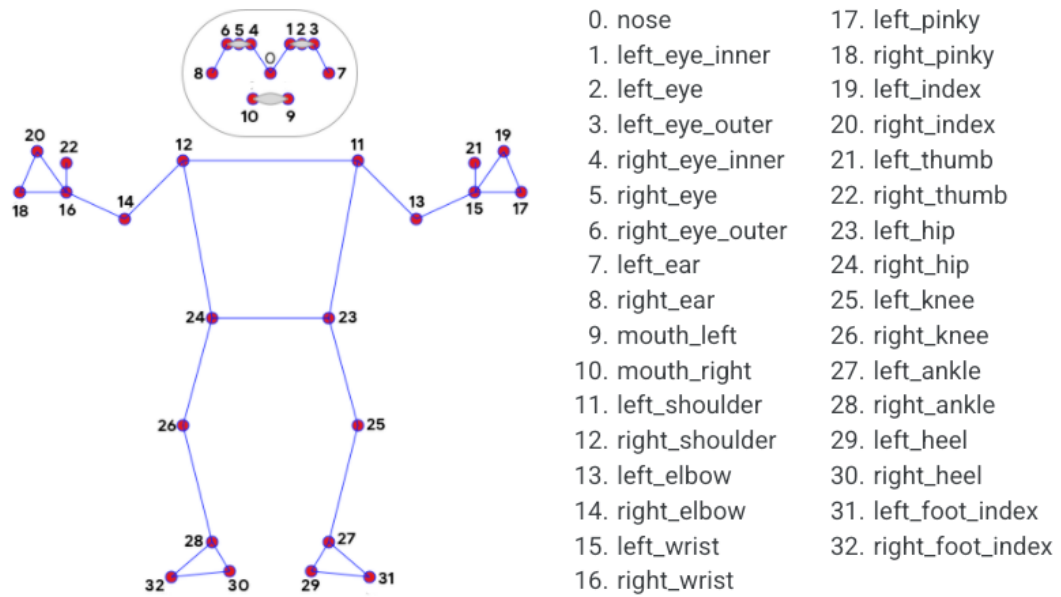 6 5 4 1 2 3
0
8 7
10 9
20 22 12 11 21 19
14 13
18 16 15 17
24 23
26 25
28 27
32 30 29 31
0. nose
1. left_eye_inner
2. left_eye
3. left_eye_outer
4. right_eye_inner
5. right_eye
6. right_eye_outer
7. left_ear
8. right_ear
9. mouth_left
10. mouth_right
11. left_shoulder
12. right_shoulder
13. left_elbow
14. right_elbow
15. left_wrist
16. right_wrist
17. left_pinky
18. right_pinky
19. left_index
20. right_index
21. left_thumb
22. right_thumb
23. left_hip
24. right_hip
25. left_knee
26. right_knee
27. left_ankle
28. right_ankle
29. left_heel
30. right_heel
31. left_foot_index
32. right_foot_index